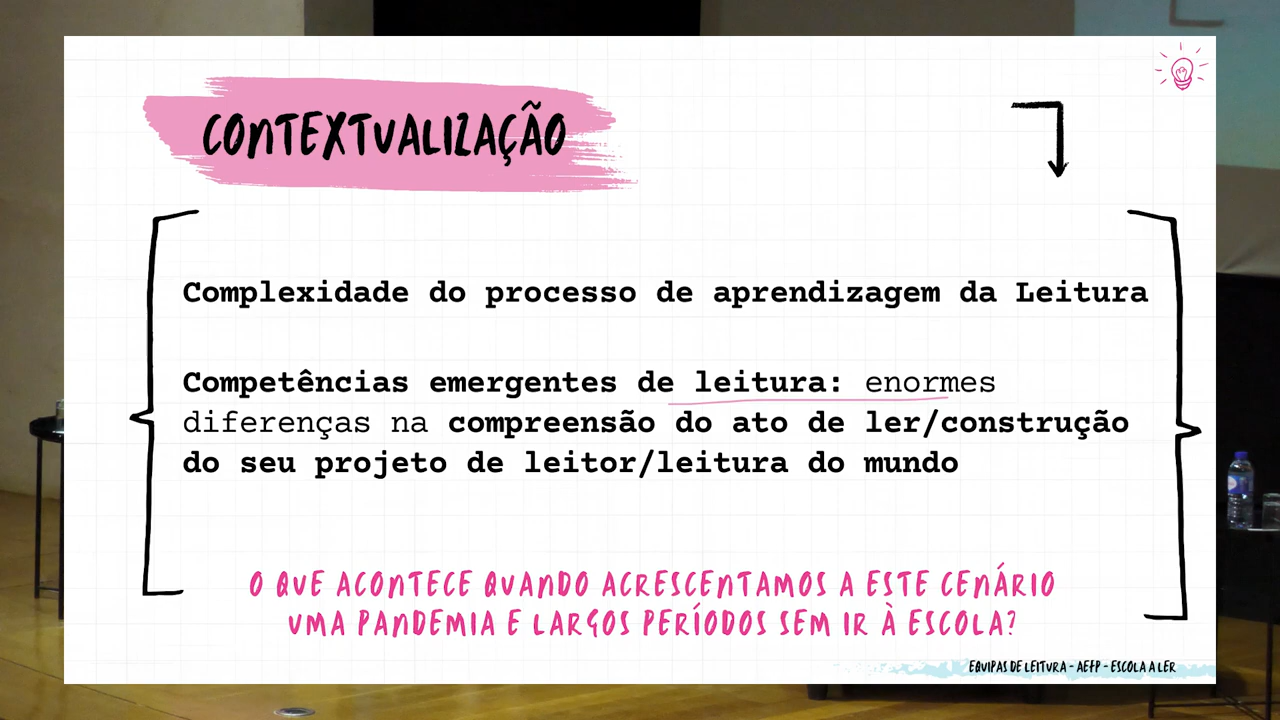 CONTEXTUALIZAÇÃO
Complexidade do processo de aprendizagem da Leitura
Competências emergentes de leitura: enormes
diferenças na compreensão do ato de ler/construção
do seu projeto de leitor/leitura do mundo
O QUE ACONTECE QUANDO ACRESCENTAMOS A ESTE CENÁRIO
UMA PANDEMIA E LARGOS PERÍODOS SEM IR À ESCOLA?
EQUIPAS DE LEITURA - AEFP - ESCOLA A LER